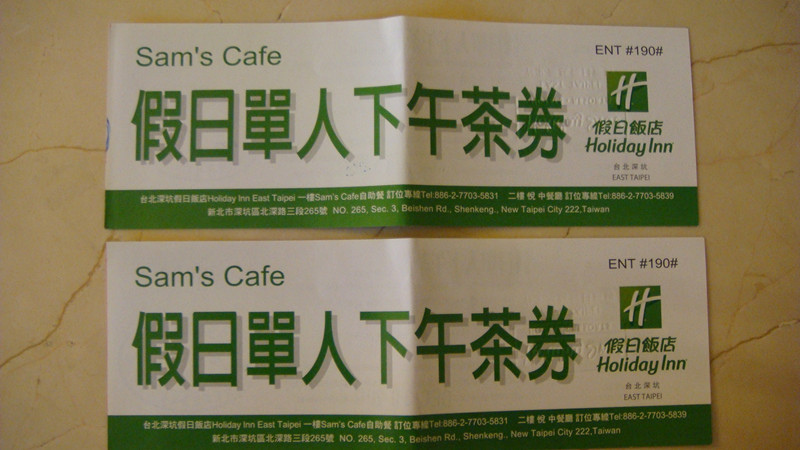 Sam's Cafe
ENT #190#
假日單人下午茶券
H
假日飯店
Holiday Inn
台北深坑
EAST TAIPEI
台北深坑假日飯店Holiday Inn East Taipei 一樓Sam's Cafe自助餐 訂位專線Tel:886-2-7703-5831 二樓 悅 中餐廳 訂位專線Tel:886-2-7703-5839
新北市深坑區北深路三段265號 NO. 265, Sec. 3, Beishen Rd., Shenkeng., New Taipei City 222,Taiwan
Sam's Cafe
ENT #190#
假日單人下午茶券
H
假日飯店
Holiday Inn
台北深坑
EAST TAIPEI
台北深坑假日飯店Holiday Inn East Taipei 一樓Sam's Cafe自助餐 訂位專線Tel:886-2-7703-5831 二樓 悅 中餐廳 訂位專線Tel:886-2-7703-5839
新北市深坑區北深路三段265號 NO. 265, Sec. 3, Beishen Rd., Shenkeng., New Taipei City 222,Taiwan